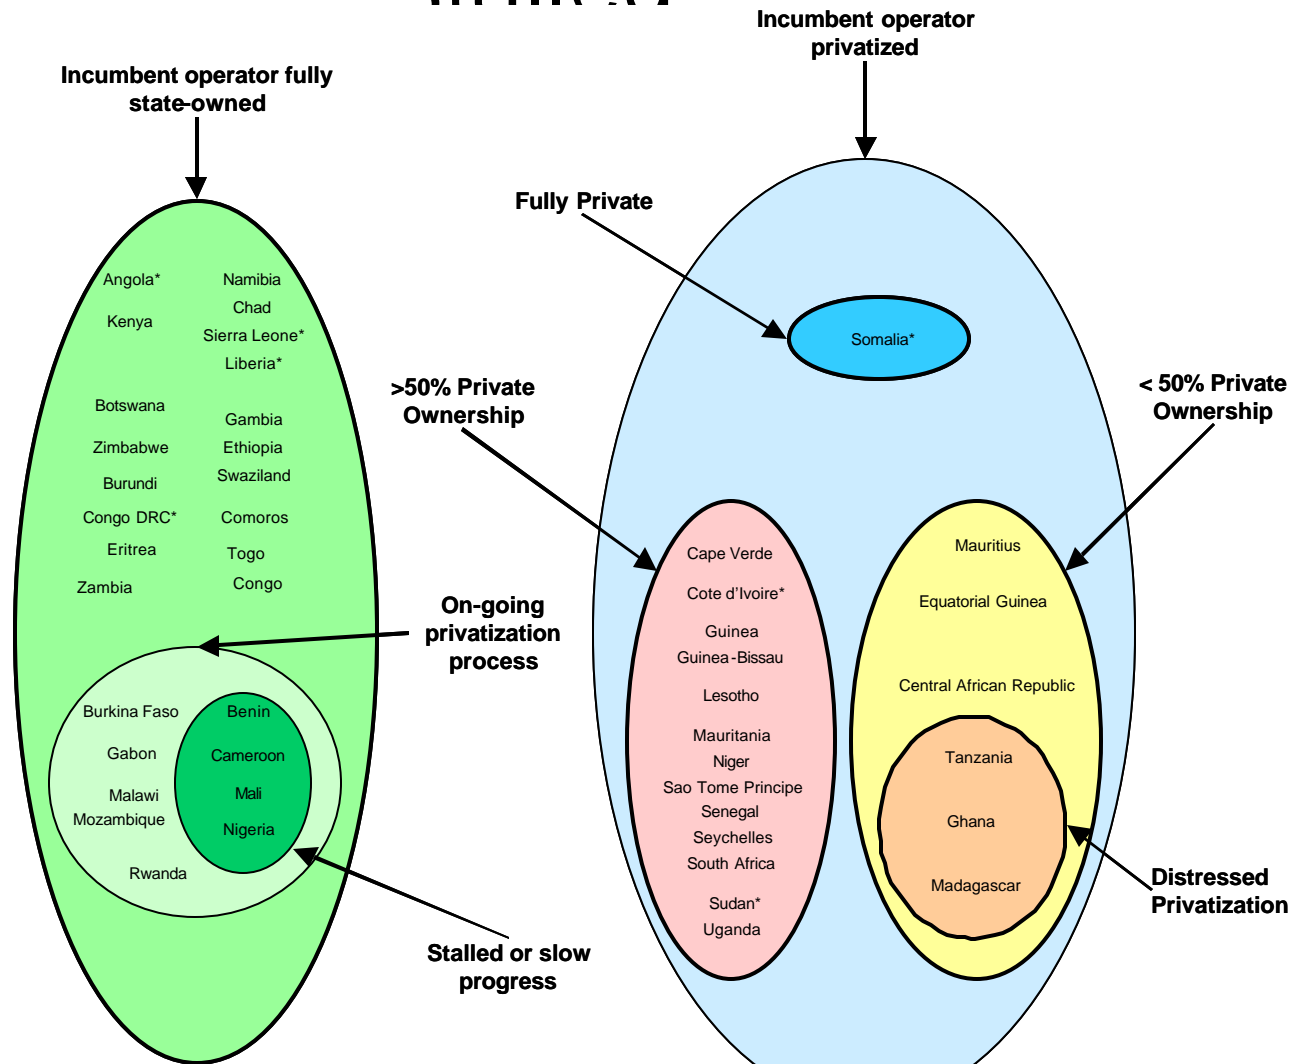 Incumbent operator
privatized
Incumbent operator fully
state-owned
Fully Private
Angola*
Namibia
Chad
Kenya
Sierra Leone*
Liberia*
Somalia*
>50% Private
Ownership
< 50% Private
Ownership
Botswana
Gambia
Zimbabwe
Ethiopia
Burundi
Swaziland
Congo DRC*
Comoros
Eritrea
Togo
Zambia
Congo
On-going
privatization
process
Cape Verde
Cote d'Ivoire*
Guinea
Guinea-Bissau
Lesotho
Mauritania
Niger
Sao Tome Principe
Senegal
Seychelles
South Africa
Sudan*
Uganda
Mauritius
Equatorial Guinea
Central African Republic
Tanzania
Ghana
Madagascar
Burkina Faso
Benin
Gabon
Cameroon
Malawi
Mali
Mozambique
Nigeria
Rwanda
Distressed
Privatization
Stalled or slow
progress